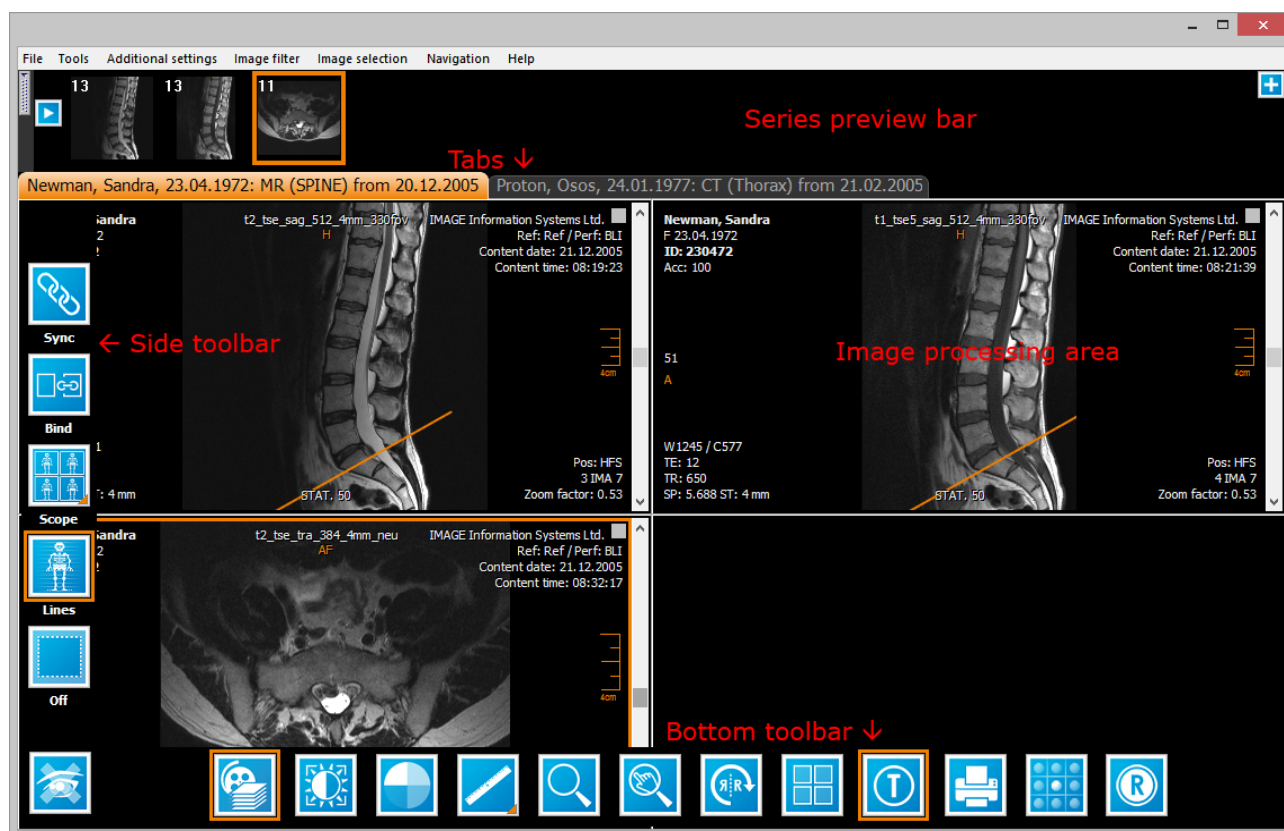 File Tools Additional settings Image filter Image selection Navigation Help
13 13 11
Series preview bar
Tabs ↓
Newman, Sandra, 23.04.1972: MR (SPINE) from 20.12.2005
Proton, Osos, 24.01.1977: CT (Thorax) from 21.02.2005
andra t2_tse_sag_512_4mm_330fov IMAGE Information Systems Ltd.
2 H Ref: Ref / Perf: BLI
Content date: 21.12.2005
Content time: 08:19:23
4cm
1
Pos: HFS
3 IMA 7
: 4 mm STAT. 50 Zoom factor: 0.53
Newman, Sandra t1_tse5_sag_512_4mm_330fov IMAGE Information Systems Ltd.
F 23.04.1972 H Ref: Ref / Perf: BLI
ID: 230472 Content date: 21.12.2005
Acc: 100 Content time: 08:21:39
Image processing area
51
4cm
A
W1245 / C577
TE: 12 Pos: HFS
TR: 650 4 IMA 7
SP: 5.688 ST: 4 mm STAT. 50 Zoom factor: 0.53
Sync
← Side toolbar
Bind
Scope
Lines
Off
andra t2_tse_tra_384_4mm_neu IMAGE Information Systems Ltd.
2 AF Ref: Ref / Perf: BLI
Content date: 21.12.2005
Content time: 08:32:17
4cm
Bottom toolbar ↓
R R
T
R